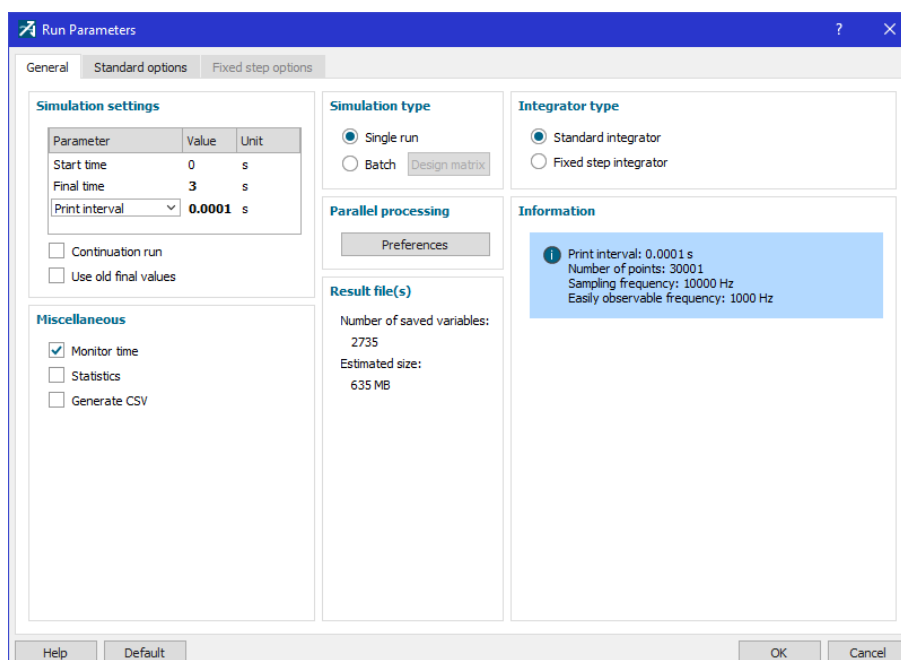 Run Parameters
General Standard options Fixed step options
Simulation settings
Parameter Value Unit
Start time 0 s
Final time 3 s
Print interval 0.0001 s
Continuation run
Use old final values
Miscellaneous
Monitor time
Statistics
Generate CSV
Simulation type
Single run
Batch Design matrix
Parallel processing
Preferences
Result file(s)
Number of saved variables:
2735
Estimated size:
635 MB
Integrator type
Standard integrator
Fixed step integrator
Information
Print interval: 0.0001 s
Number of points: 30001
Sampling frequency: 10000 Hz
Easily observable frequency: 1000 Hz
Help Default OK Cancel